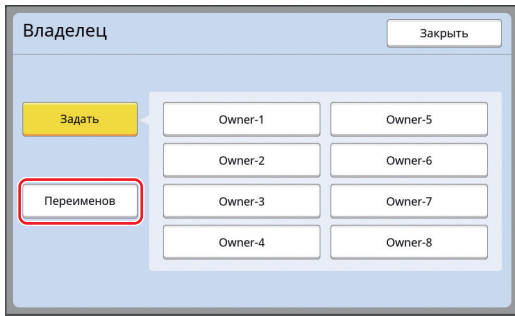 Владелец
Закрыть
Задать
Owner-1
Owner-5
Owner-2
Owner-6
Переименов
Owner-3
Owner-7
Owner-4
Owner-8